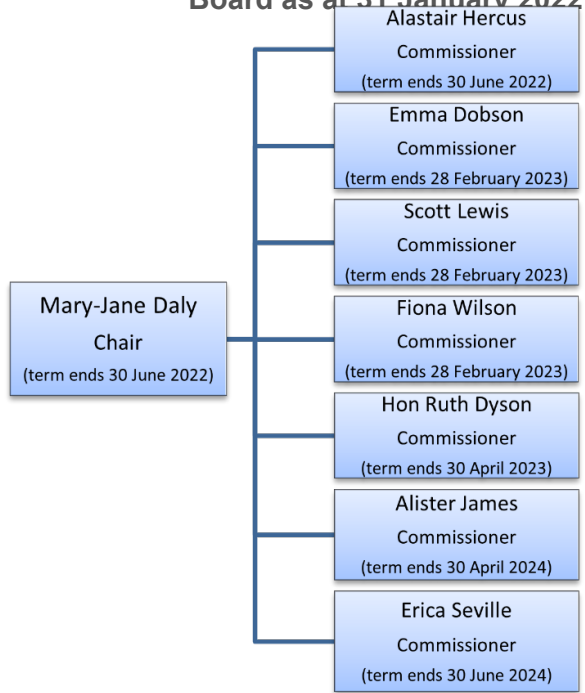 Board as at 31 January 2022
Alastair Hercus
Commissioner
(term ends 30 June 2022)
Emma Dobson
Commissioner
(term ends 28 February 2023)
Scott Lewis
Commissioner
(term ends 28 February 2023)
Mary-Jane Daly
Chair
(term ends 30 June 2022)
Fiona Wilson
Commissioner
(term ends 28 February 2023)
Hon Ruth Dyson
Commissioner
(term ends 30 April 2023)
Alister James
Commissioner
(term ends 30 April 2024)
Erica Seville
Commissioner
(term ends 30 June 2024)